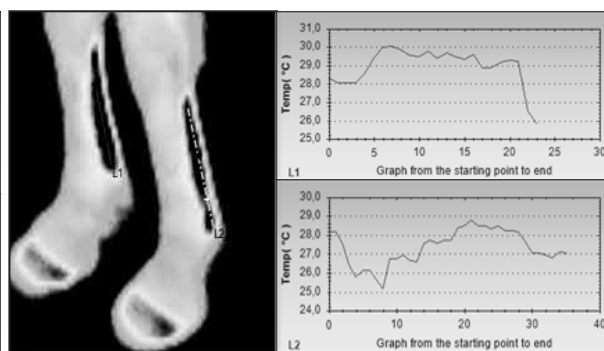 L1
L2
31,0
30,0
29,0
28,0
27,0
26,0
25,0
Temp( °C )
0 5 10 15 20 25 30
L1 Graph from the starting point to end
30,0
29,0
28,0
27,0
26,0
25,0
24,0
Temp( °C )
0 10 20 30 40
L2 Graph from the starting point to end